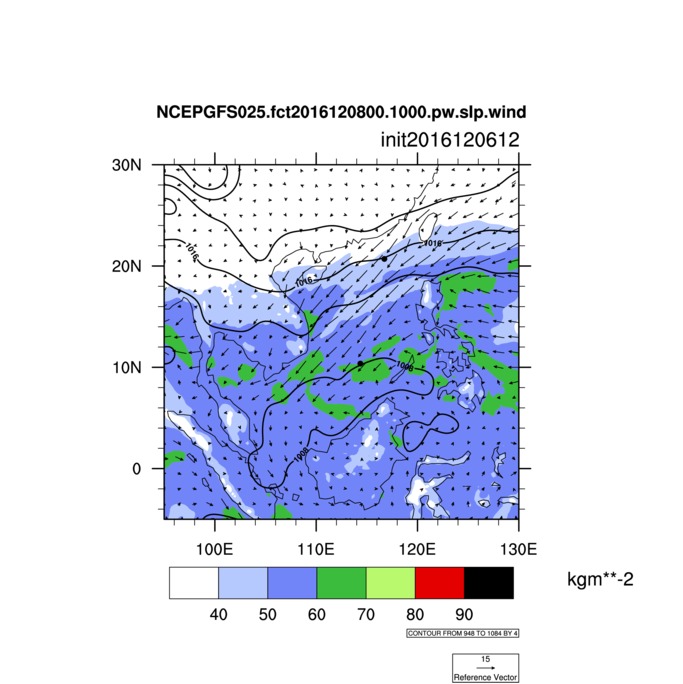 NCEPGFS025.fct2016120800.1000.pw.slp.wind
init2016120612
30N
20N
10N
0
1016
1016
1016
1008
1008
100E
110E
120E
130E
40
50
60
70
80
90
kgm**-2
CONTOUR FROM 948 TO 1084 BY 4
15
Reference Vector